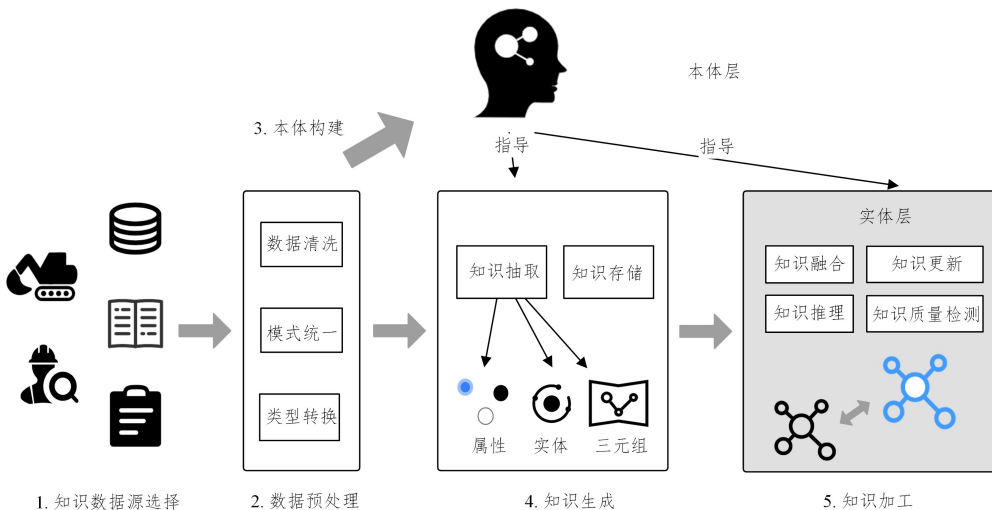 本体层
3. 本体构建
指导
指导
数据清洗
模式统一
类型转换
知识抽取
知识存储
属性
实体
三元组
实体层
知识融合
知识更新
知识推理
知识质量检测
1. 知识数据源选择
2. 数据预处理
4. 知识生成
5. 知识加工